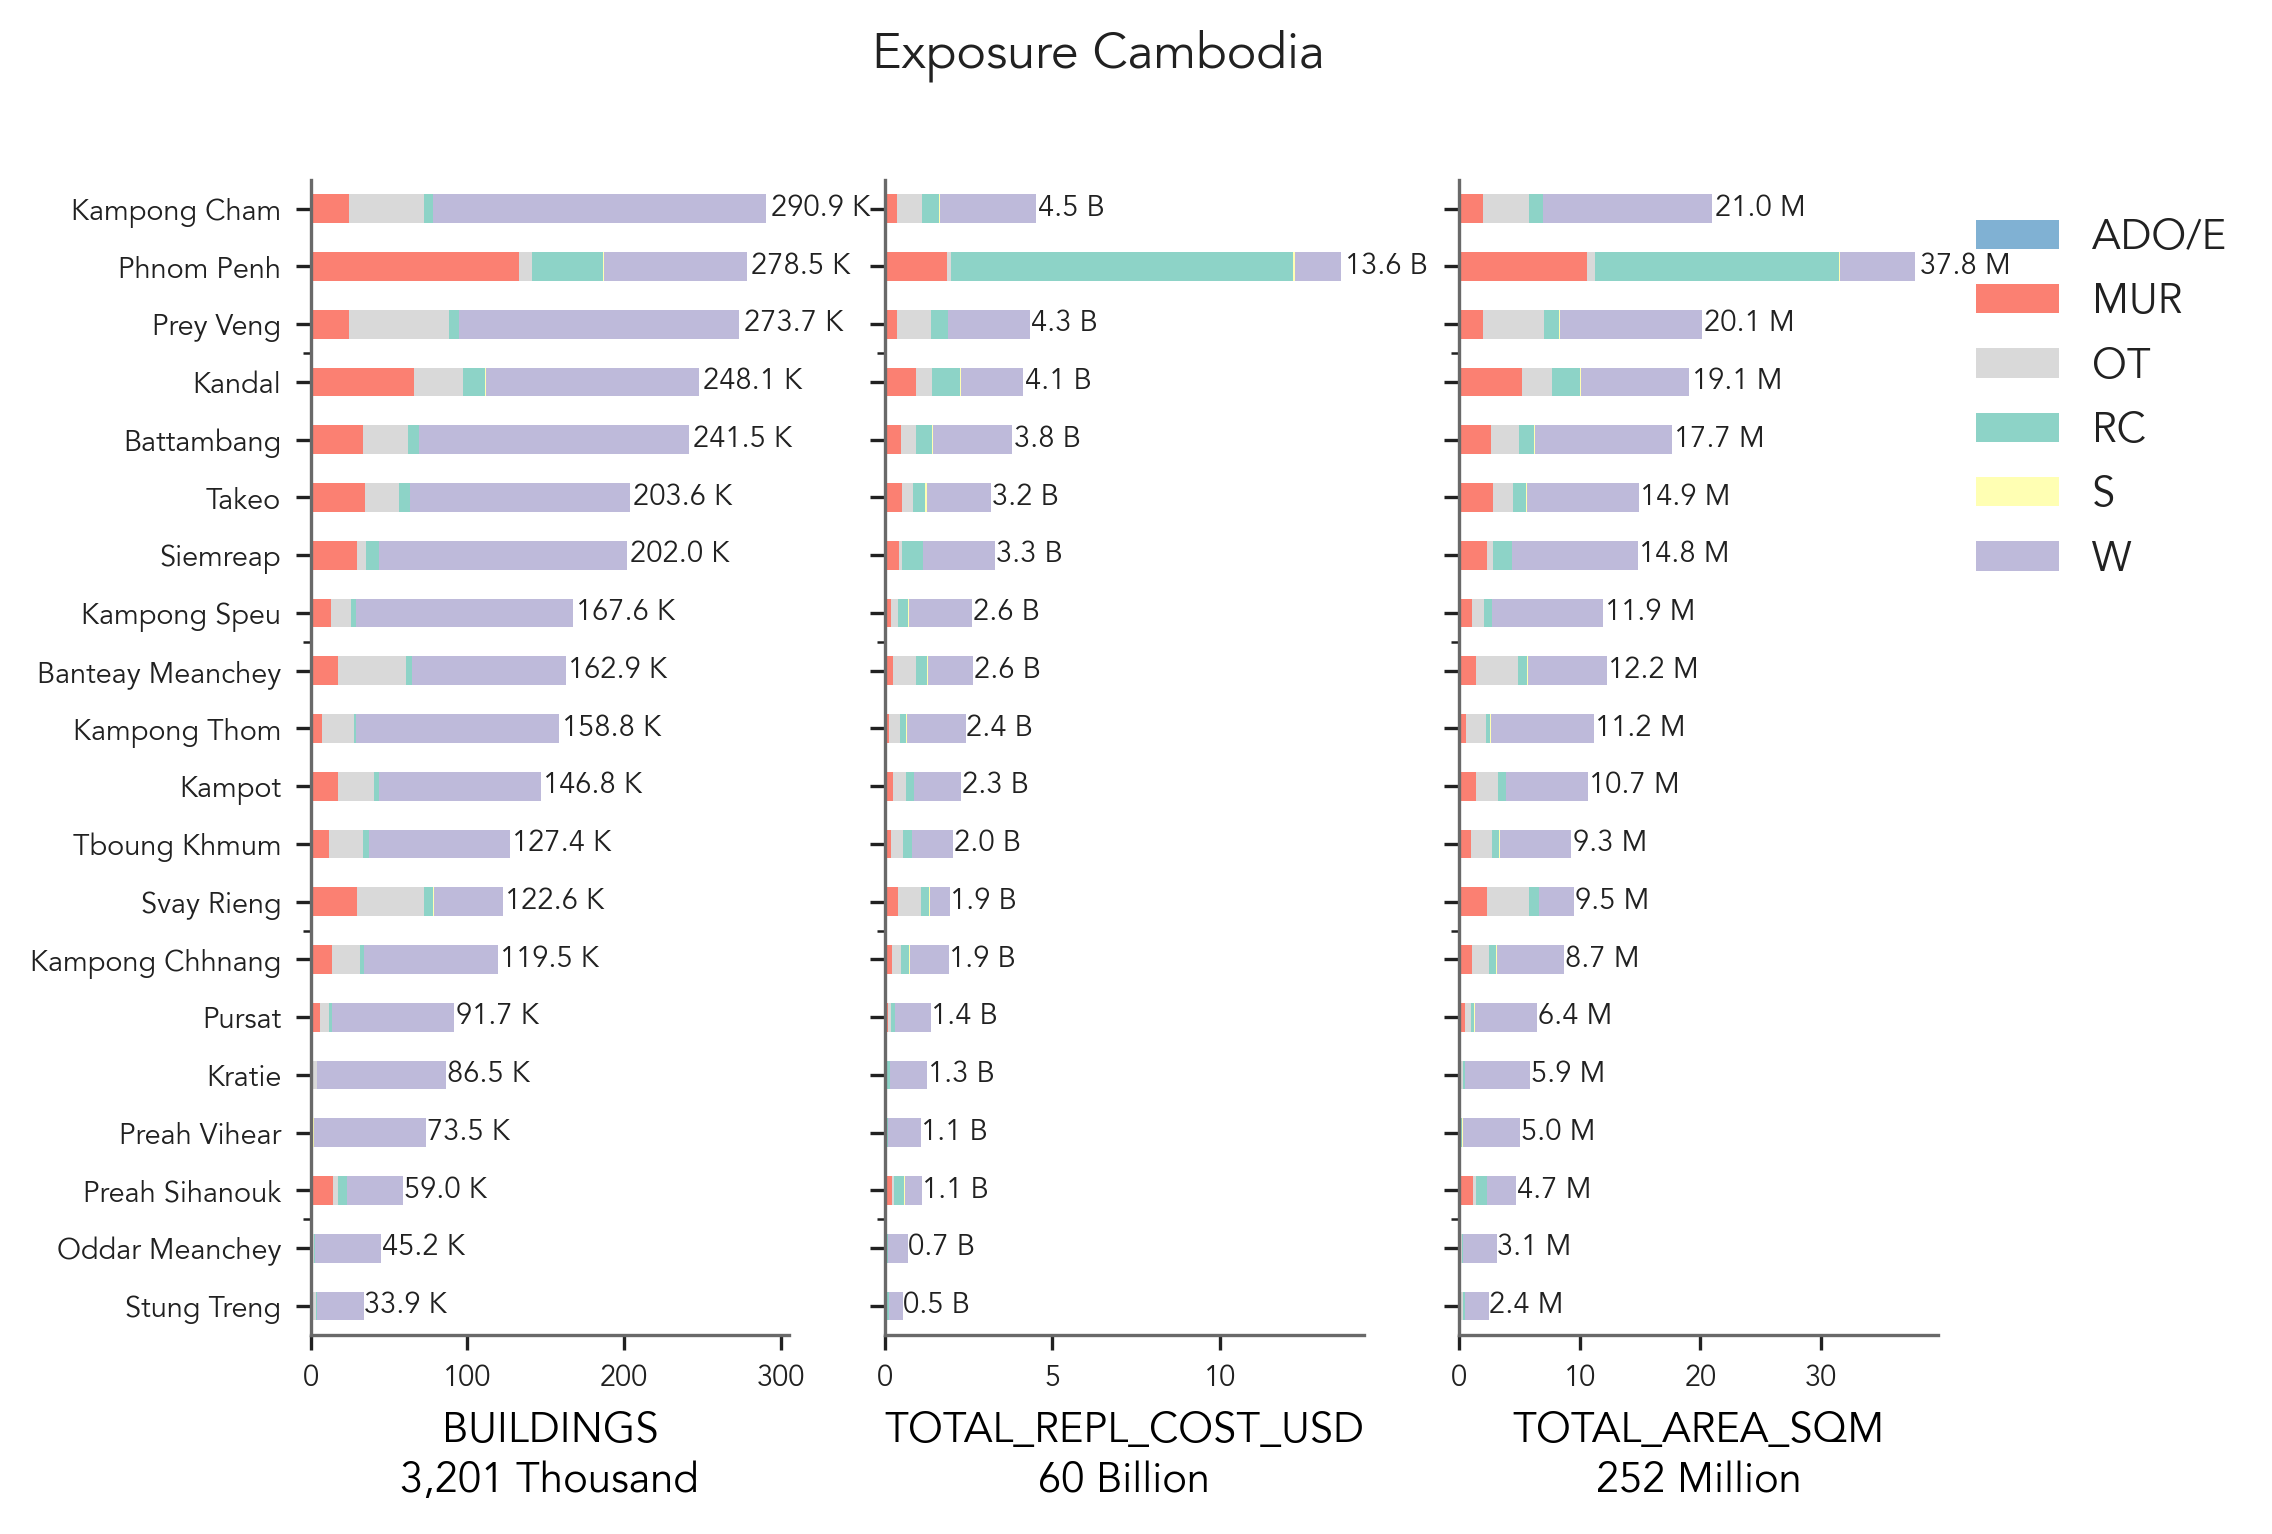 Exposure Cambodia
Kampong Cham 290.9 K 4.5 B 21.0 M
Phnom Penh 278.5 K 13.6 B 37.8 M
Prey Veng 273.7 K 4.3 B 20.1 M
Kandal 248.1 K 4.1 B 19.1 M
Battambang 241.5 K 3.8 B 17.7 M
Takeo 203.6 K 3.2 B 14.9 M
Siemreap 202.0 K 3.3 B 14.8 M
Kampong Speu 167.6 K 2.6 B 11.9 M
Banteay Meanchey 162.9 K 2.6 B 12.2 M
Kampong Thom 158.8 K 2.4 B 11.2 M
Kampot 146.8 K 2.3 B 10.7 M
Tboung Khmum 127.4 K 2.0 B 9.3 M
Svay Rieng 122.6 K 1.9 B 9.5 M
Kampong Chhnang 119.5 K 1.9 B 8.7 M
Pursat 91.7 K 1.4 B 6.4 M
Kratie 86.5 K 1.3 B 5.9 M
Preah Vihear 73.5 K 1.1 B 5.0 M
Preah Sihanouk 59.0 K 1.1 B 4.7 M
Oddar Meanchey 45.2 K 0.7 B 3.1 M
Stung Treng 33.9 K 0.5 B 2.4 M
0 100 200 300 0 5 10 0 10 20 30
BUILDINGS
3,201 Thousand
TOTAL_REPL_COST_USD
60 Billion
TOTAL_AREA_SQM
252 Million
ADO/E
MUR
OT
RC
S
W